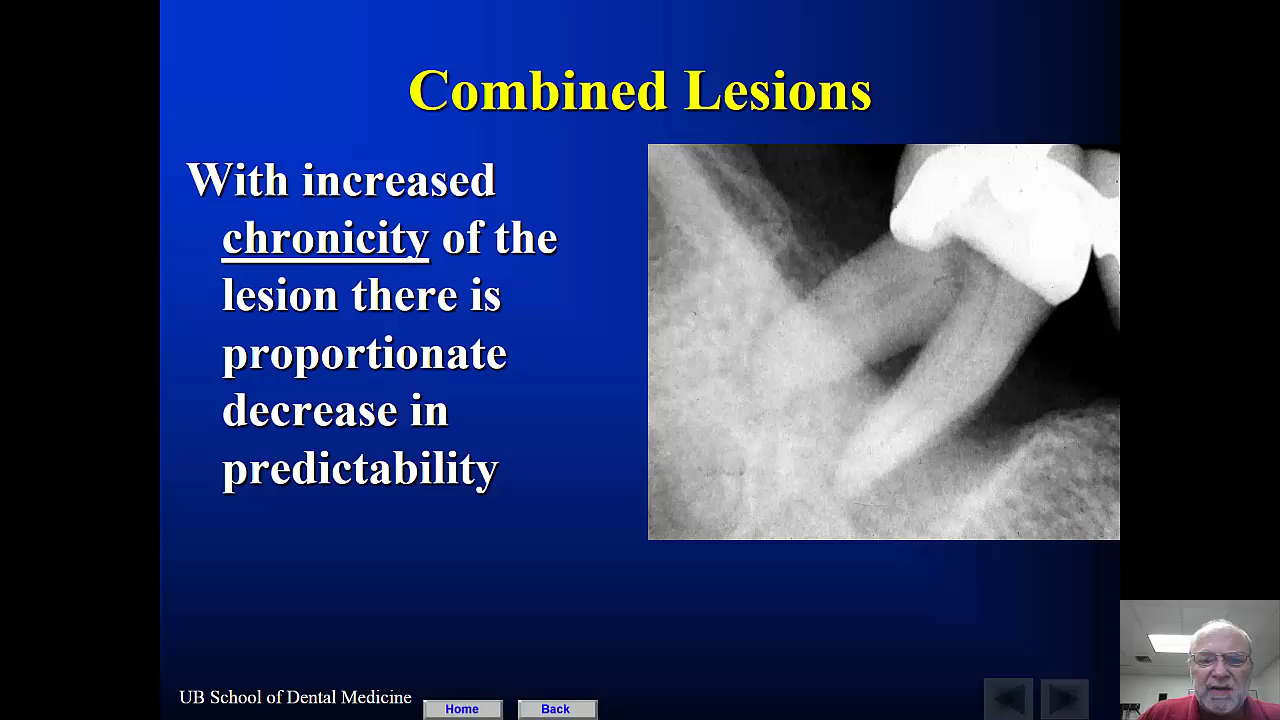 Combined Lesions
With increased
chronicity of the
lesion there is
proportionate
decrease in
predictability
UB School of Dental Medicine
Home
Back